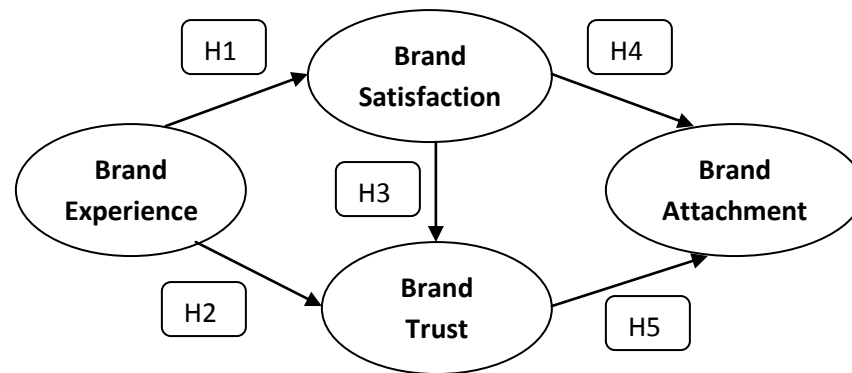 H1
Brand
Satisfaction
H4
Brand
Experience
H3
Brand
Attachment
H2
Brand
Trust
H5